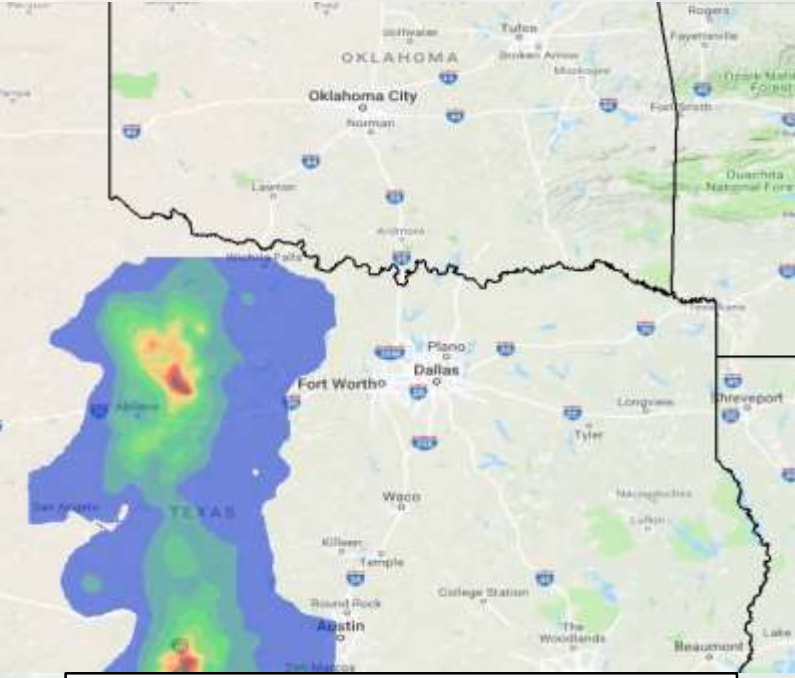 Rogers
Stillwater
Tulsa
Fayetteville
OKLAHOMA
Broken Arrow
Muskogee
Ozark Nati
Forest
Oklahoma City
Fort Smith
Norman
Ouachita
National Fore
Lawton
Ardmore
Wichita Falls
Texarkana
Plano
Dallas
Fort Worth
Abilene
Longview
Shreveport
Tyler
Waco
Nacogdoches
San Angelo
TEXAS
Lufkin
Killeen
Temple
College Station
Round Rock
Austin
The
Woodlands
Lake
Beaumont
San Marcos